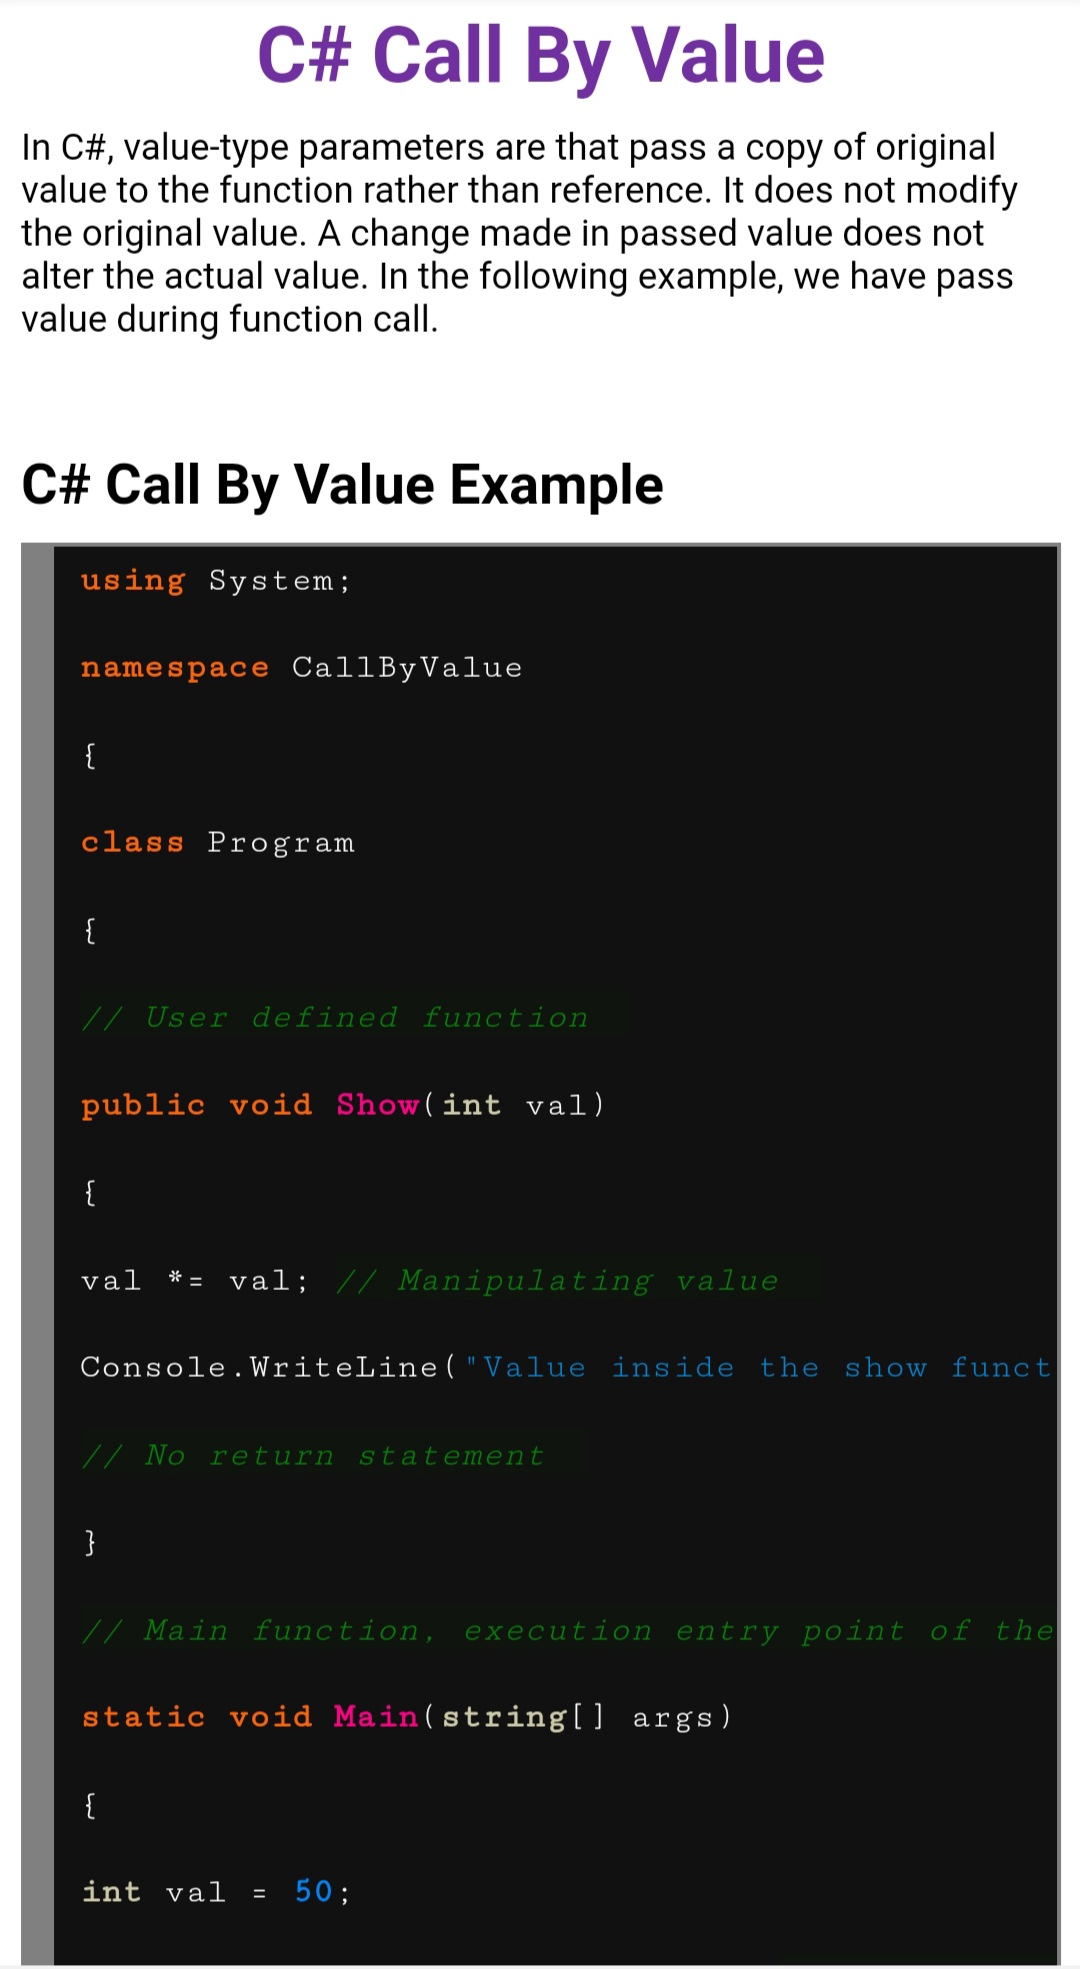 C# Call By Value
In C#, value-type parameters are that pass a copy of original
value to the function rather than reference. It does not modify
the original value. A change made in passed value does not
alter the actual value. In the following example, we have pass
value during function call.
C# Call By Value Example
using System;
namespace CallByValue
{
class Program
{
// User defined function
public void Show(int val)
{
val *= val; // Manipulating value
Console.WriteLine("Value inside the show funct
// No return statement
}
// Main function, execution entry point of the
static void Main(string[] args)
{
int val = 50;